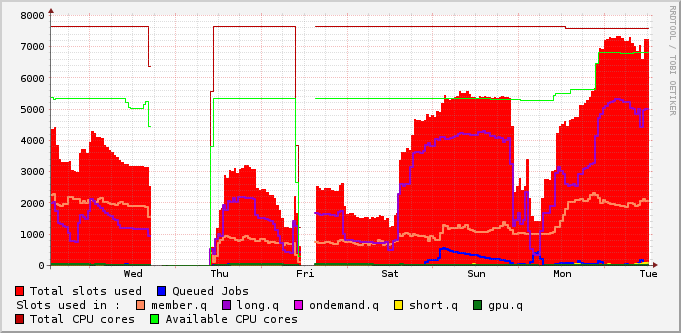 8000
7000
6000
5000
4000
3000
2000
1000
0
Wed Thu Fri Sat Sun Mon Tue
Total slots used Queued Jobs
Slots used in : member.q long.q ondemand.q short.q gpu.q
Total CPU cores Available CPU cores
RRDTOOL / TOBI OETIKER